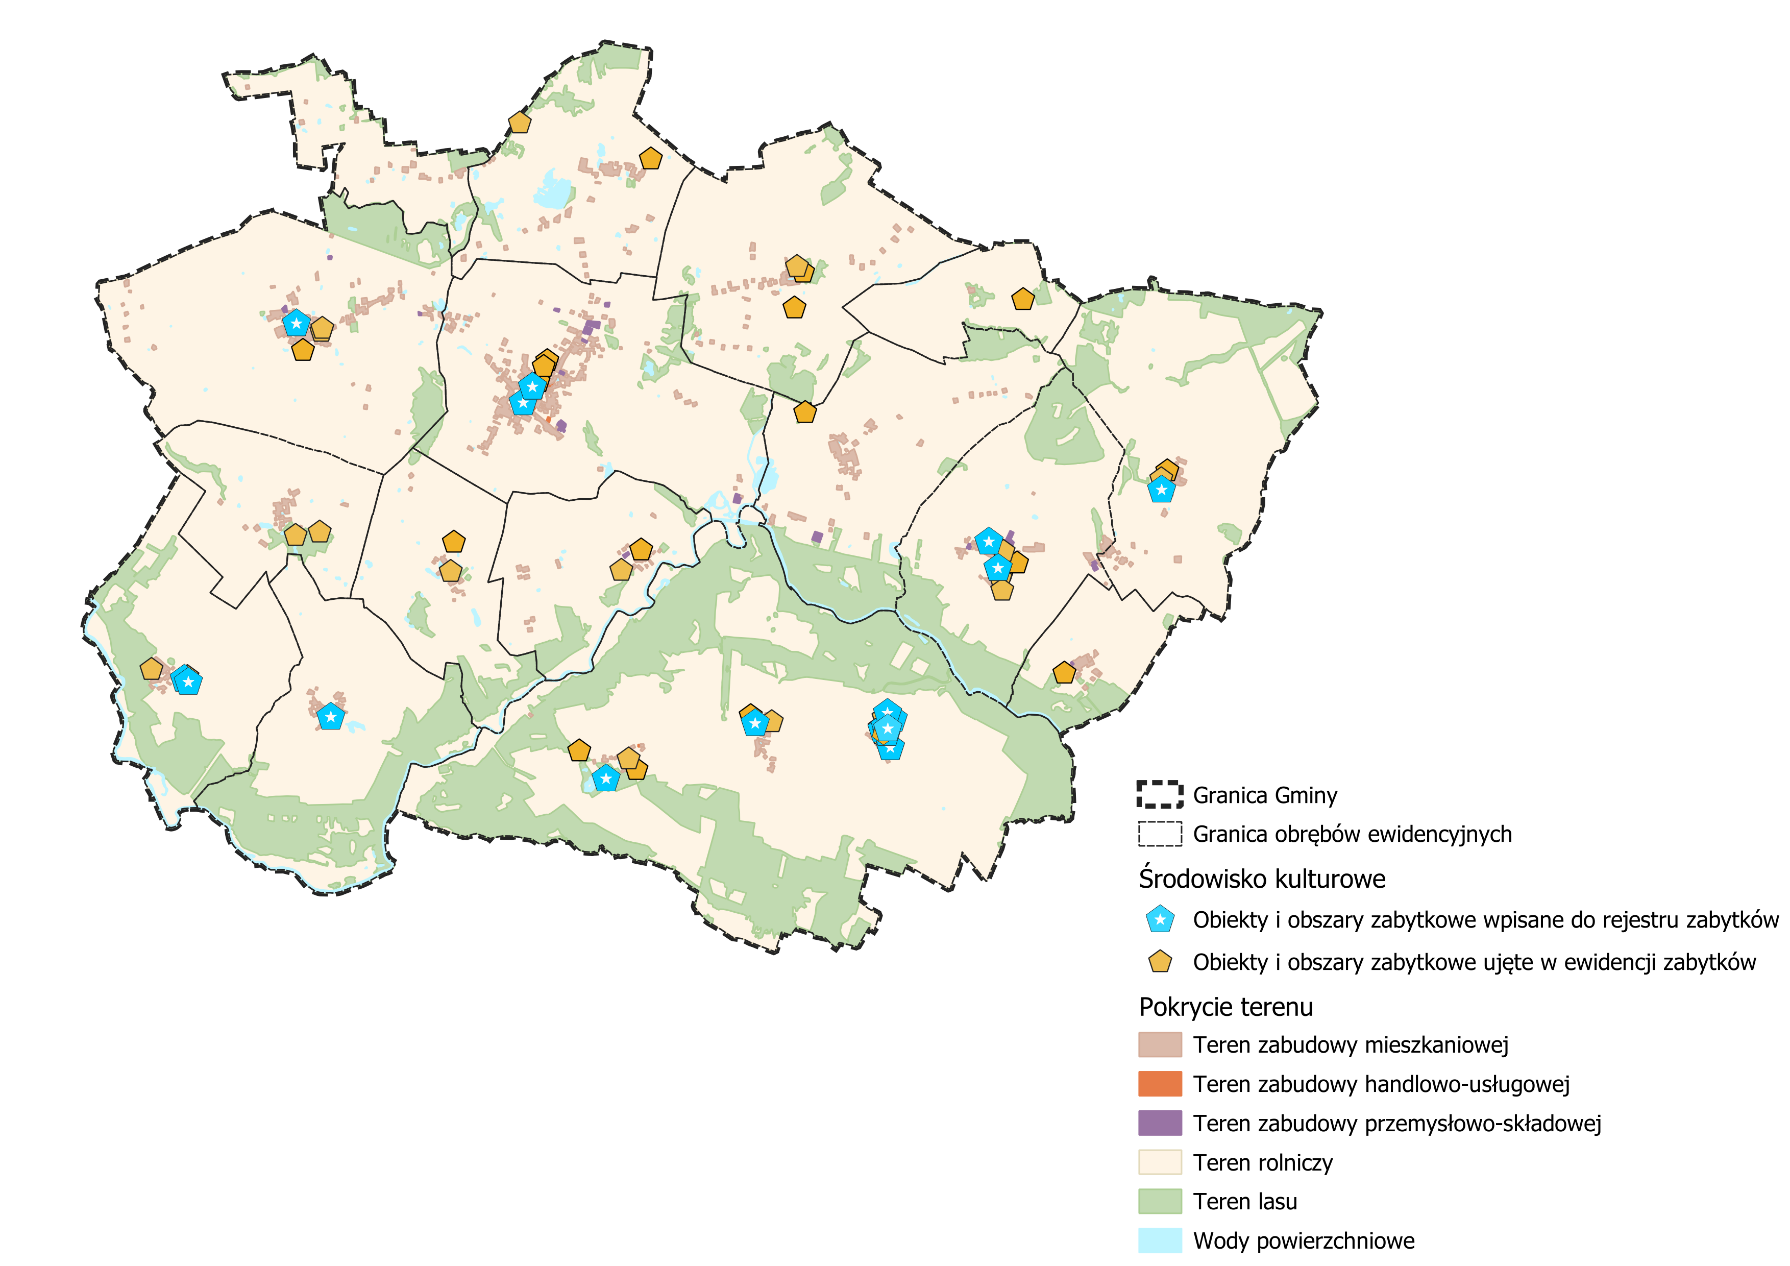 Granica Gminy
Granica obrębów ewidencyjnych
Środowisko kulturowe
Obiekty i obszary zabytkowe wpisane do rejestru zabytków
Obiekty i obszary zabytkowe ujęte w ewidencji zabytków
Pokrycie terenu
Teren zabudowy mieszkaniowej
Teren zabudowy handlowo-usługowej
Teren zabudowy przemysłowo-składowej
Teren rolniczy
Teren lasu
Wody powierzchniowe